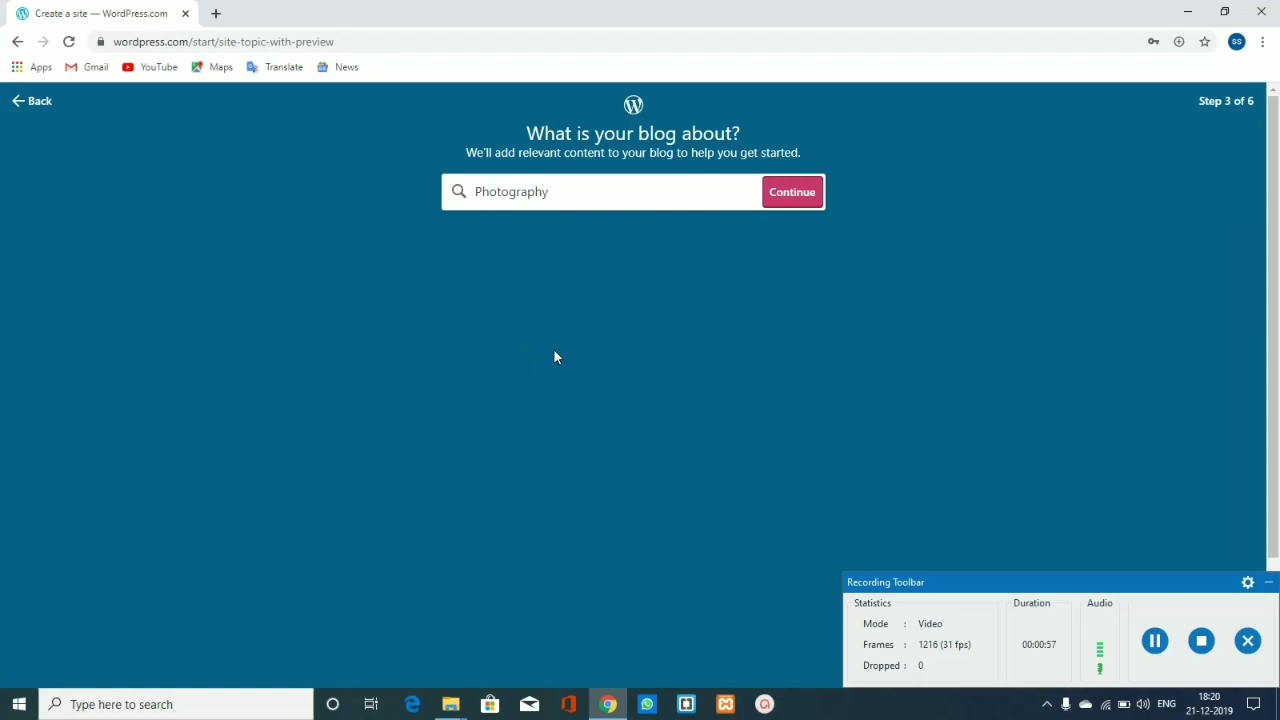 Create a site — WordPress.com
wordpress.com/start/site-topic-with-preview
SS
Apps
Gmail
YouTube
Maps
Translate
News
Back
Step 3 of 6
What is your blog about?
We'll add relevant content to your blog to help you get started.
Photography
Continue
Recording Toolbar
Statistics
Duration
Audio
Mode : Video
Frames : 1216 (31 fps)
00:00:57
Dropped : 0
Type here to search
ENG
18:20
21-12-2019